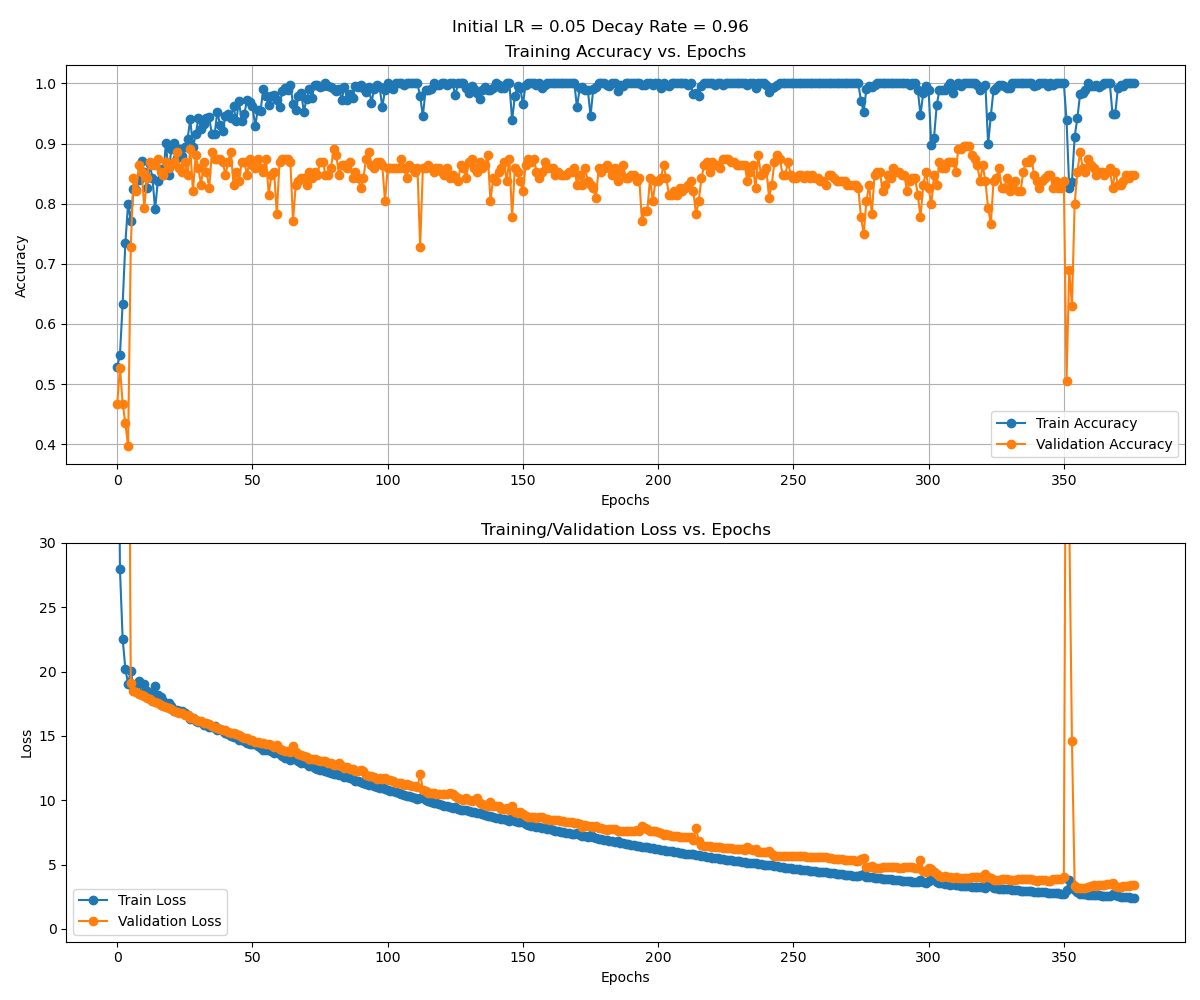 Initial LR = 0.05 Decay Rate = 0.96
Training Accuracy vs. Epochs
1.0
0.9
0.8
0.7
0.6
0.5
0.4
Accuracy
Train Accuracy
Validation Accuracy
0 50 100 150 200 250 300 350
Epochs
Training/Validation Loss vs. Epochs
30
25
20
15
10
5
0
Loss
Train Loss
Validation Loss
0 50 100 150 200 250 300 350
Epochs